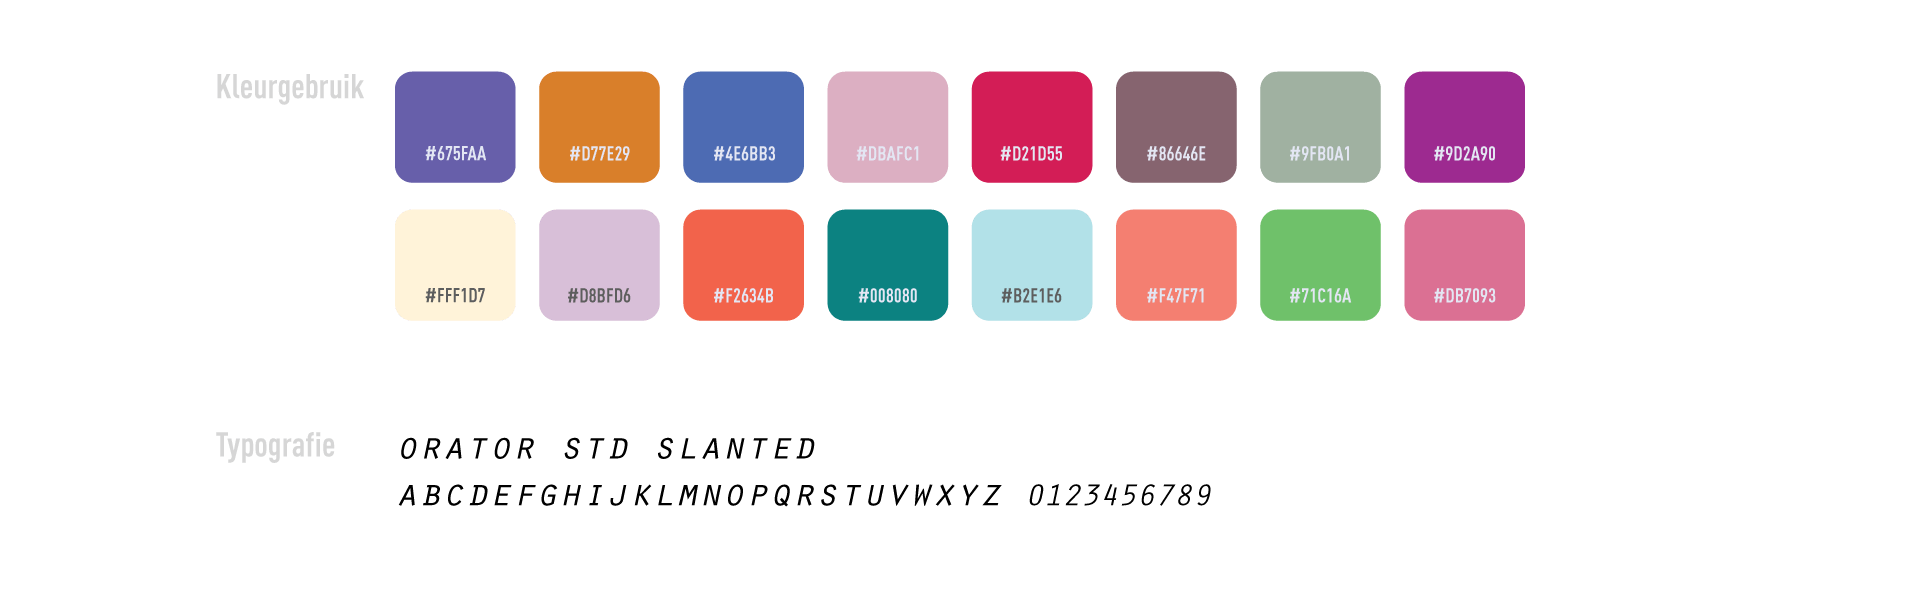 Kleurgebruik
#675FAA #D77E29 #4E6BB3 #DBAFC1 #D21D55 #86646E #9FB0A1 #9D2A90
#FFF1D7 #D8BFD6 #F2634B #008080 #B2E1E6 #F47F71 #71C16A #DB7093
Typografie
ORATOR STD SLANTED
ABCDEFGHIJKLMNOPQRSTUVWXYZ 0123456789